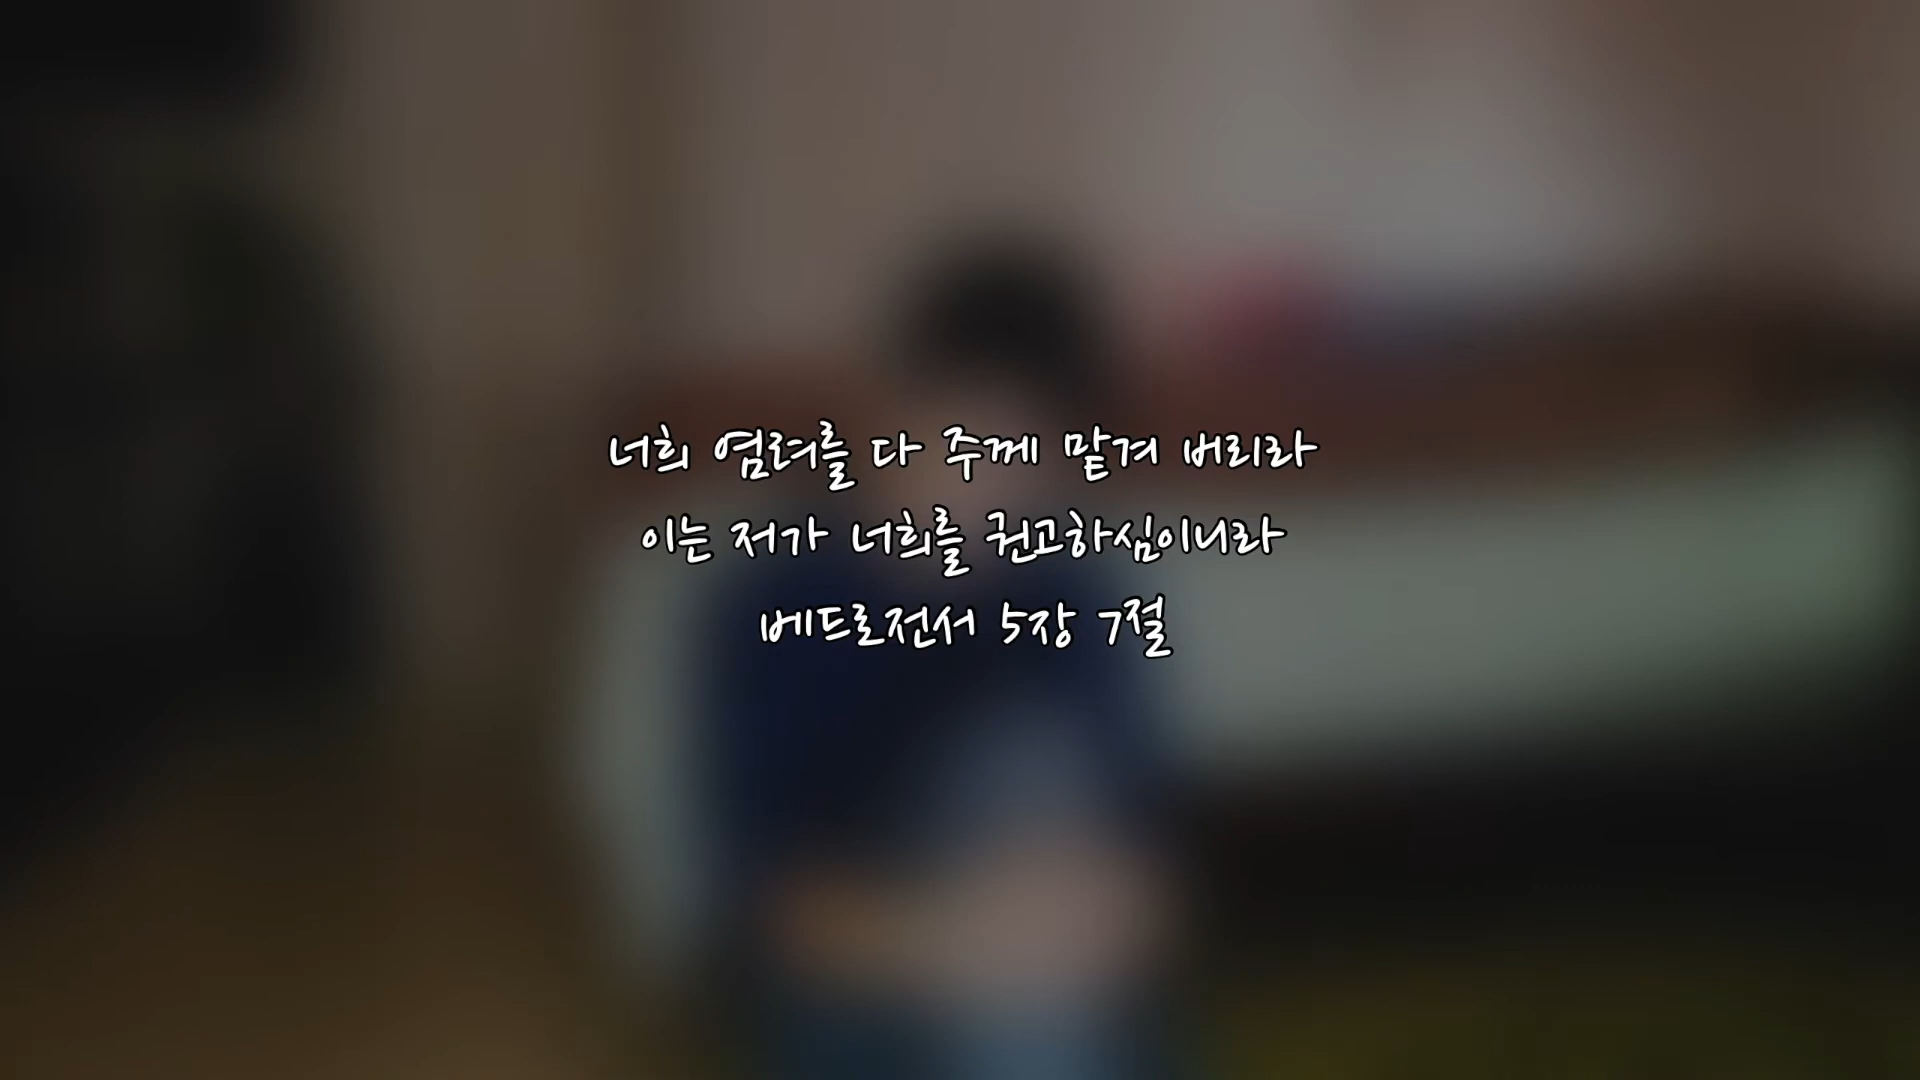 너희 염려를 다 주께 맡겨 버리라
이는 저가 너희를 권고하심이니라
베드로전서 5장 7절